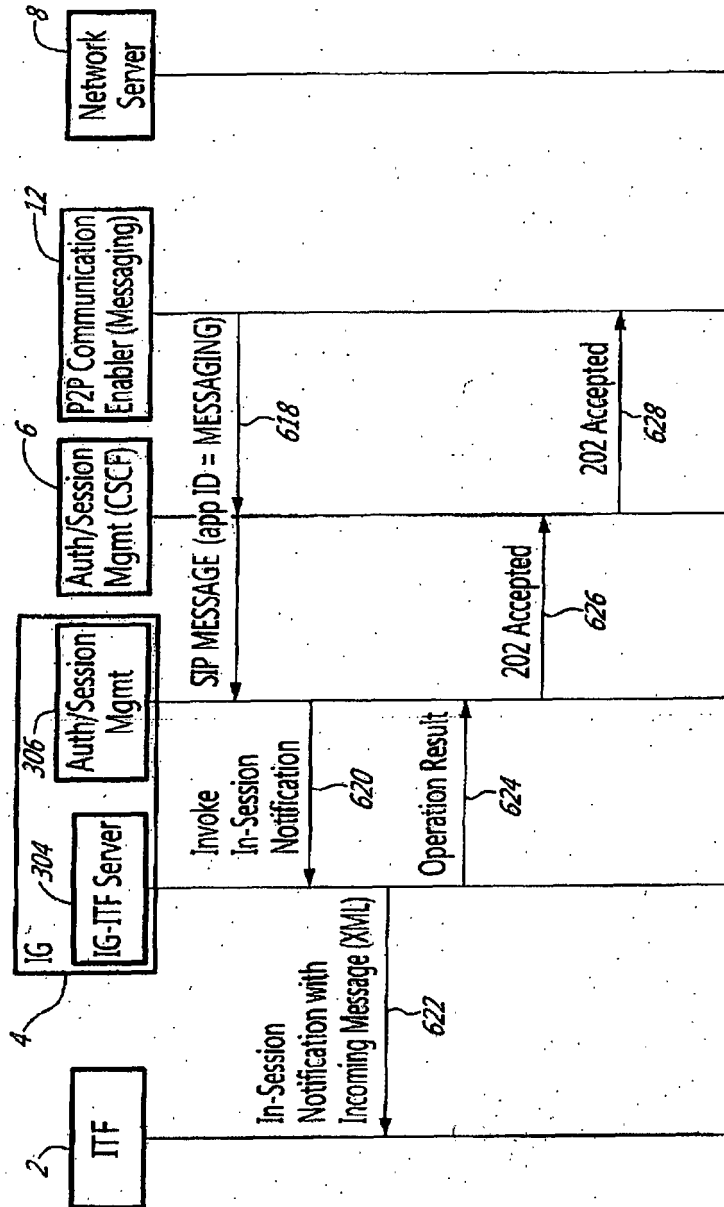 2
ITF
4
IG
304
IG-ITF Server
306
Auth/Session
Mgmt
6
Auth/Session
Mgmt (CSCF)
12
P2P Communication
Enabler (Messaging)
8
Network
Server
SIP MESSAGE (app ID = MESSAGING)
618
Invoke
In-Session
Notification
620
In-Session
Notification with
Incoming Message (XML)
622
Operation Result
624
202 Accepted
626
202 Accepted
628